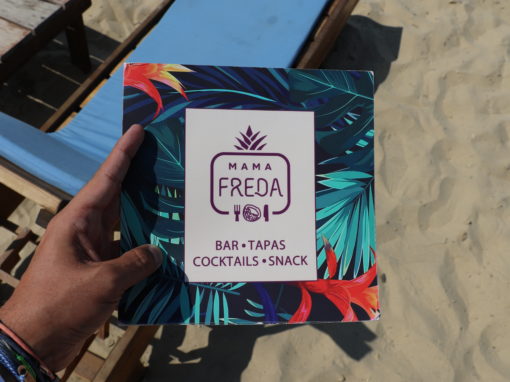 MAMA
FREDA
BAR • TAPAS
COCKTAILS • SNACK